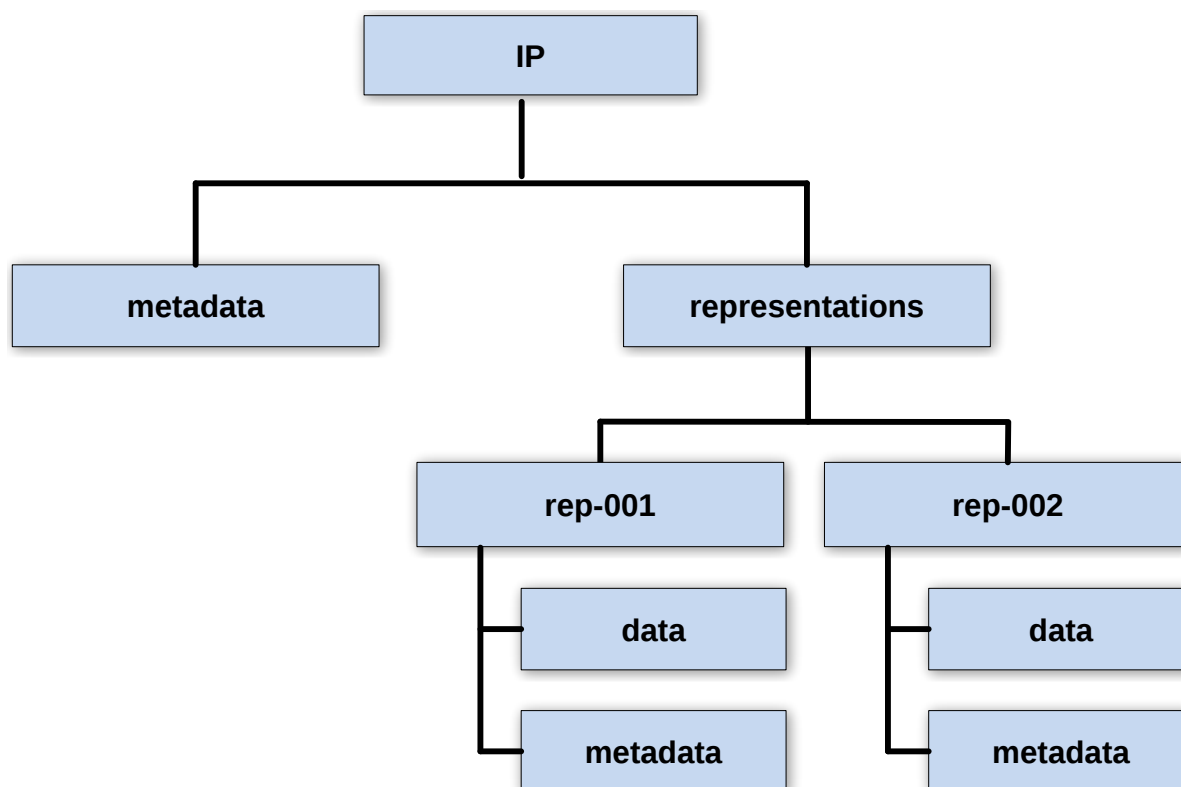 IP
metadata
representations
rep-001
rep-002
data
data
metadata
metadata